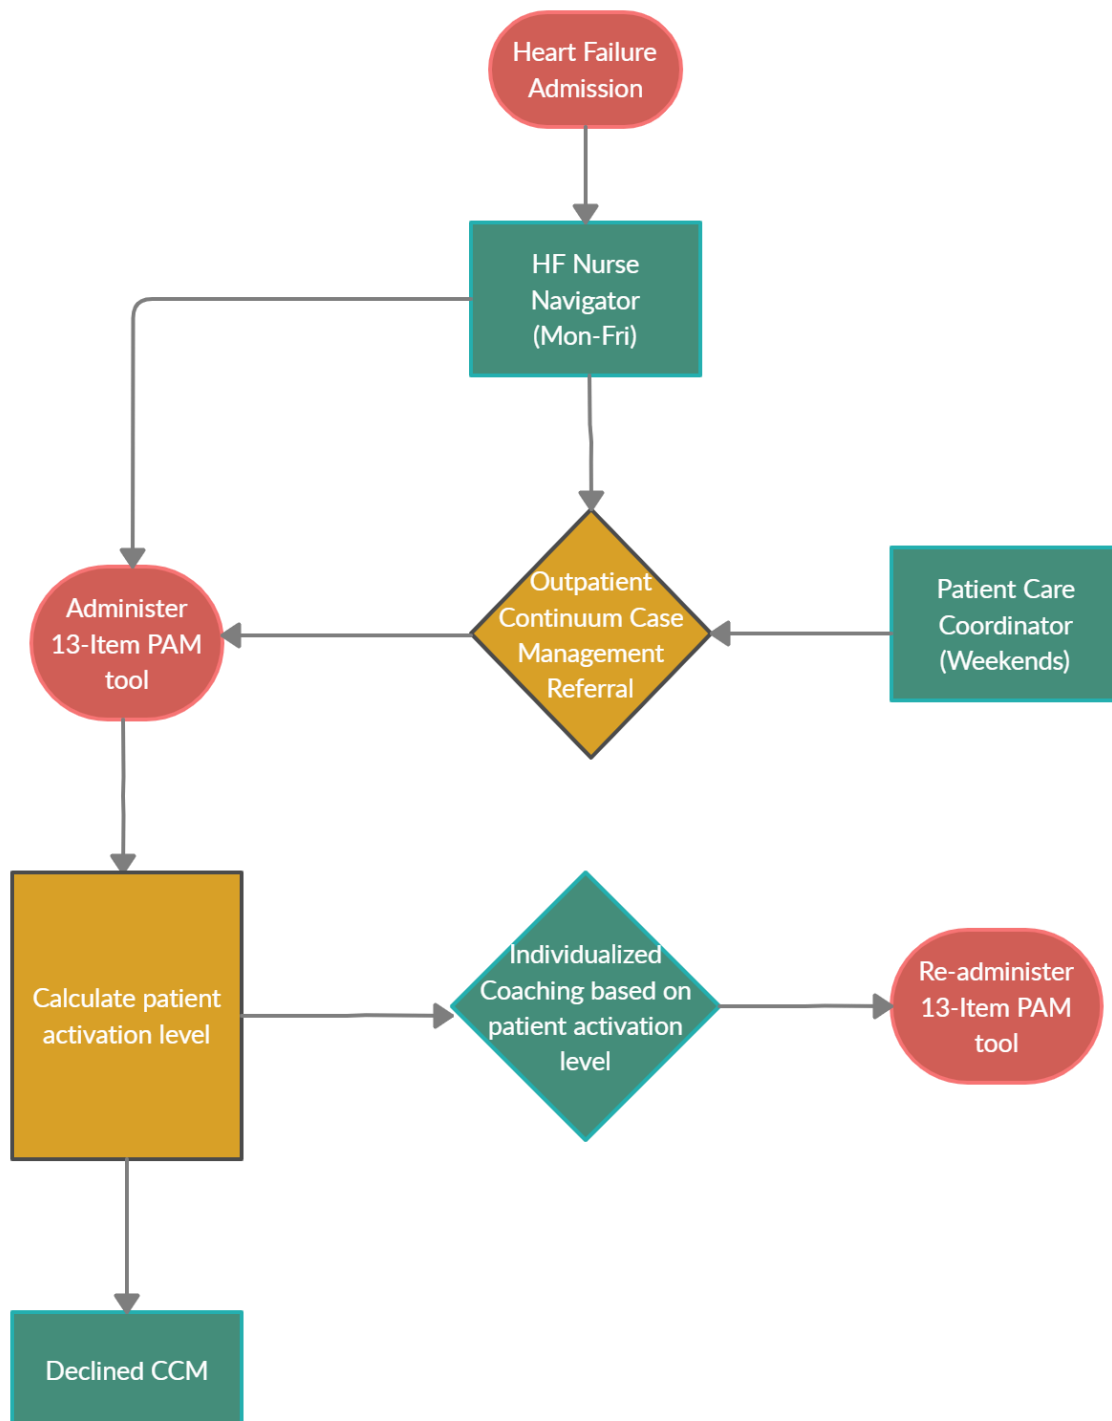 Heart Failure
Admission
HF Nurse
Navigator
(Mon-Fri)
Outpatient
Continuum Case
Management
Referral
Patient Care
Coordinator
(Weekends)
Administer
13-Item PAM
tool
Calculate patient
activation level
Individualized
Coaching based on
patient activation
level
Re-administer
13-Item PAM
tool
Declined CCM